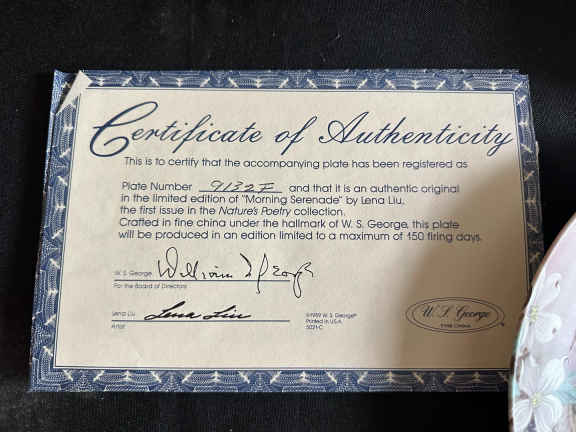 Certificate of Authenticity
This is to certify that the accompanying plate has been registered as
Plate Number 9132F and that it is an authentic original
in the limited edition of "Morning Serenade" by Lena Liu,
the first issue in the Nature's Poetry collection.
Crafted in fine china under the hallmark of W. S. George, this plate
will be produced in an edition limited to a maximum of 150 firing days.
W. S. George William S George
For the Board of Directors
Lena Liu Lena Liu
Artist
©1989 W. S. George®
Printed in U.S.A.
5021-C
W. S. George
FINE CHINA